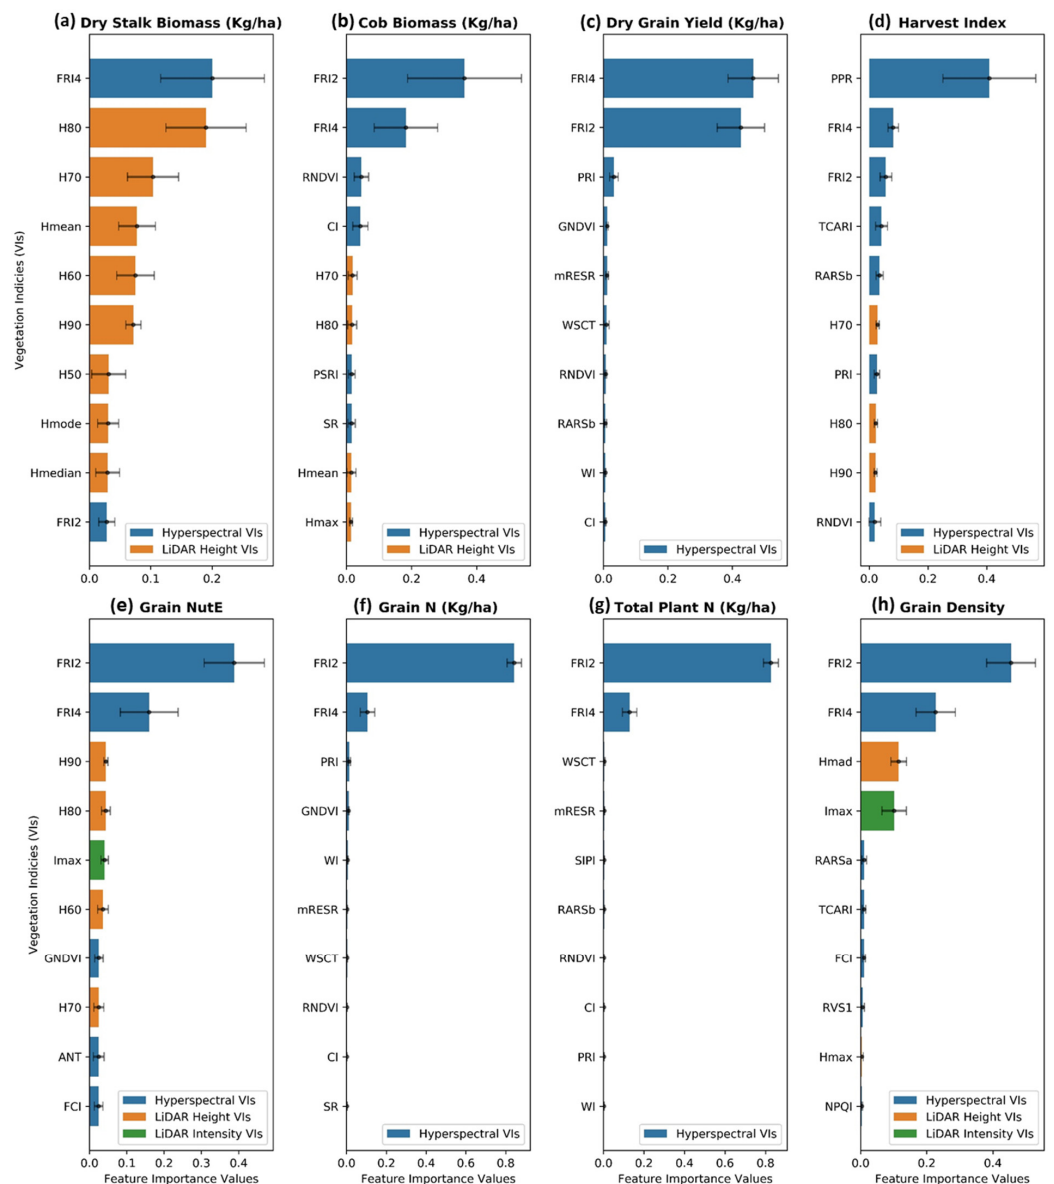 (a) Dry Stalk Biomass (Kg/ha)
Vegetation Indicies (VIs)
FRI4
H80
H70
Hmean
H60
H90
H50
Hmode
Hmedian
FRI2
Hyperspectral VIs
LiDAR Height VIs
0.0 0.1 0.2
(b) Cob Biomass (Kg/ha)
FRI2
FRI4
RNDVI
CI
H70
H80
PSRI
SR
Hmean
Hmax
Hyperspectral VIs
LiDAR Height VIs
0.0 0.2 0.4
(c) Dry Grain Yield (Kg/ha)
FRI4
FRI2
PRI
GNDVI
mRESR
WSCT
RNDVI
RARSb
WI
CI
Hyperspectral VIs
0.0 0.2 0.4
(d) Harvest Index
PPR
FRI4
FRI2
TCARI
RARSb
H70
PRI
H80
H90
RNDVI
Hyperspectral VIs
LiDAR Height VIs
0.0 0.2 0.4
(e) Grain NutE
Vegetation Indicies (VIs)
FRI2
FRI4
H90
H80
Imax
H60
GNDVI
H70
ANT
FCI
Hyperspectral VIs
LiDAR Height VIs
LiDAR Intensity VIs
0.0 0.1 0.2 0.3 0.4
Feature Importance Values
(f) Grain N (Kg/ha)
FRI2
FRI4
PRI
GNDVI
WI
mRESR
WSCT
RNDVI
CI
SR
Hyperspectral VIs
0.0 0.2 0.4 0.6 0.8
Feature Importance Values
(g) Total Plant N (Kg/ha)
FRI2
FRI4
WSCT
mRESR
SIPI
RARSb
RNDVI
CI
PRI
WI
Hyperspectral VIs
0.0 0.2 0.4 0.6 0.8
Feature Importance Values
(h) Grain Density
FRI2
FRI4
Hmad
Imax
RARSa
TCARI
FCI
RVS1
Hmax
NPQI
Hyperspectral VIs
LiDAR Height VIs
LiDAR Intensity VIs
0.0 0.2 0.4
Feature Importance Values